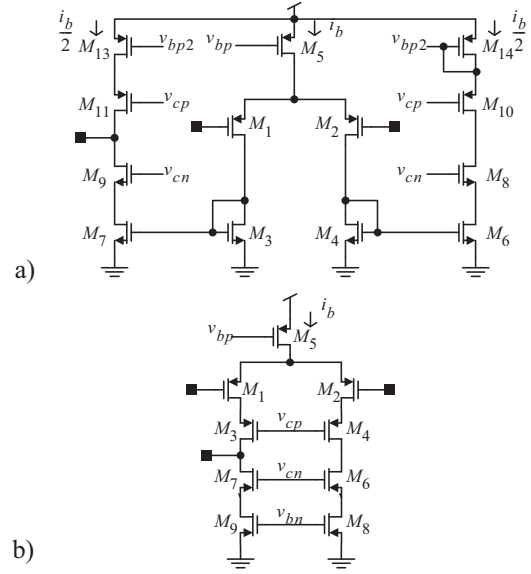 i_b/2 i_b i_b/2
M_13 v_bp2 v_bp M_5 v_bp2 M_14
M_11 v_cp v_cp M_10
M_1 M_2
M_9 v_cn v_cn M_8
M_7 M_3 M_4 M_6
a)
i_b
v_bp M_5
M_1 M_2
M_3 v_cp M_4
M_7 v_cn M_6
M_9 v_bn M_8
b)